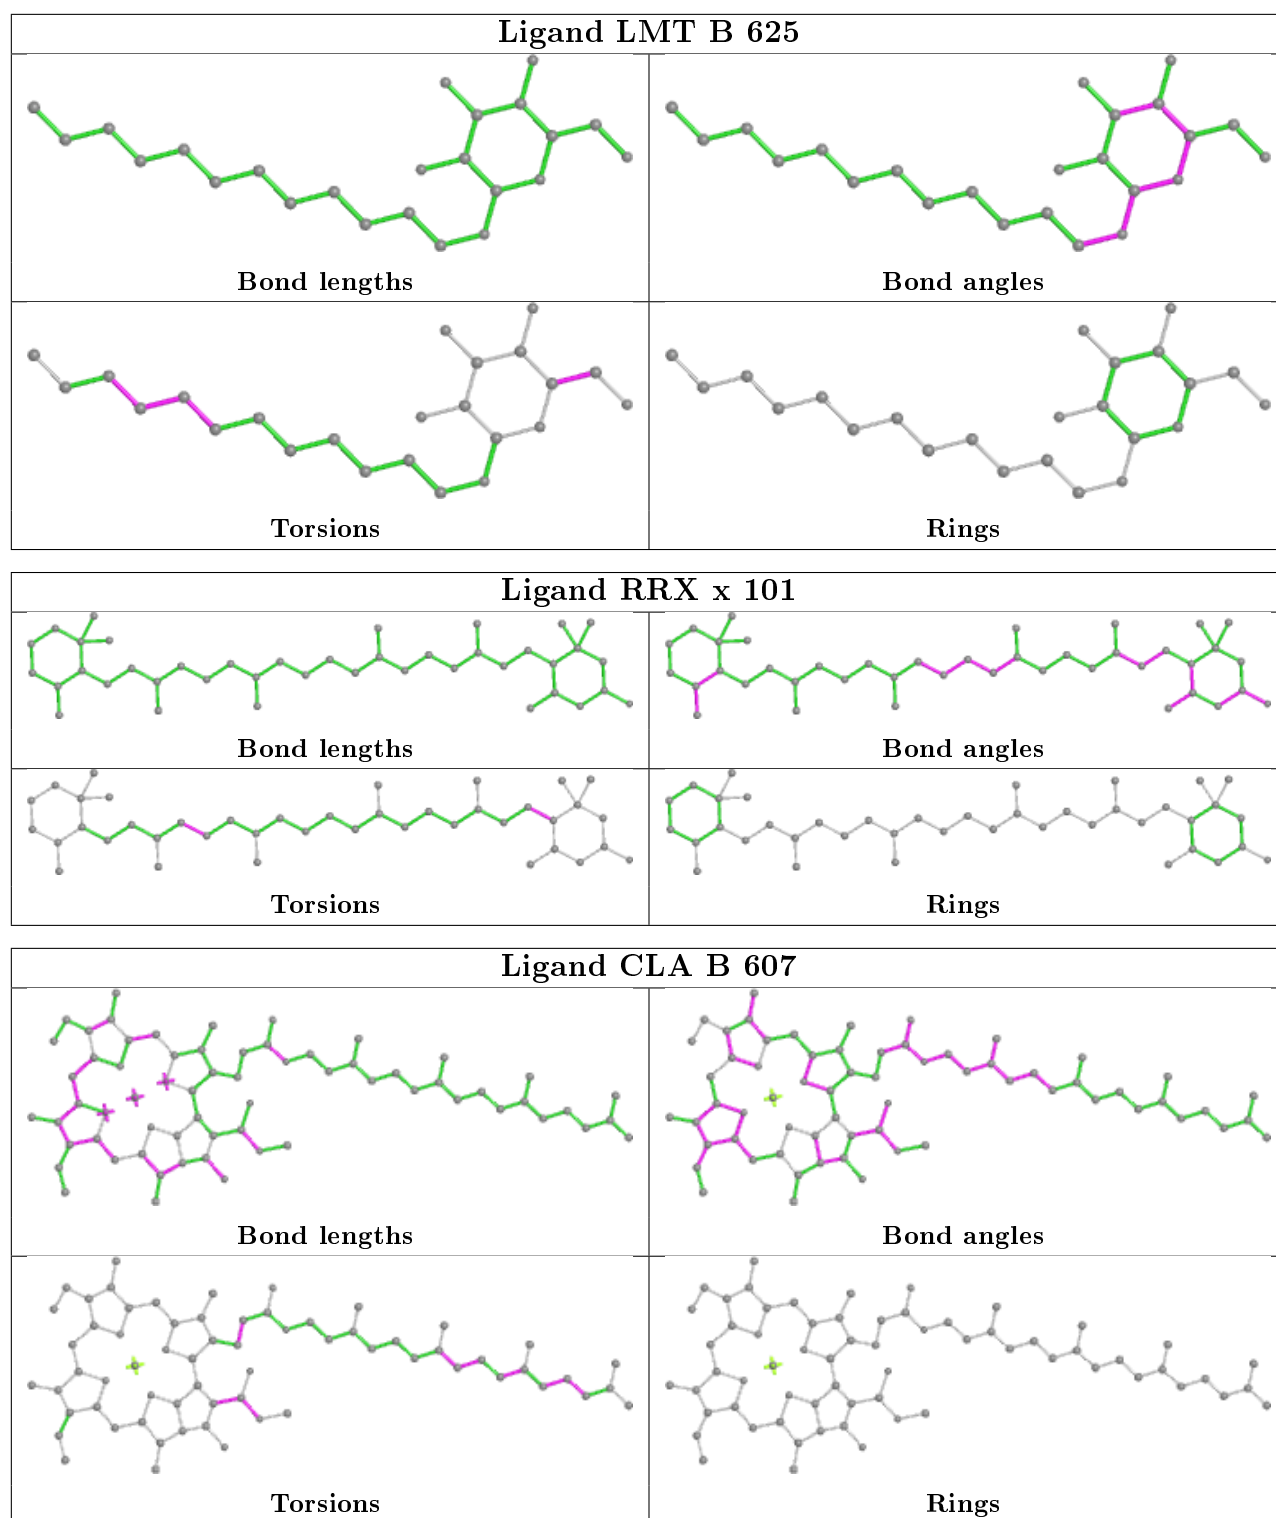 Ligand LMT B 625
Bond lengths
Bond angles
Torsions
Rings
Ligand RRX x 101
Bond lengths
Bond angles
Torsions
Rings
Ligand CLA B 607
Bond lengths
Bond angles
Torsions
Rings